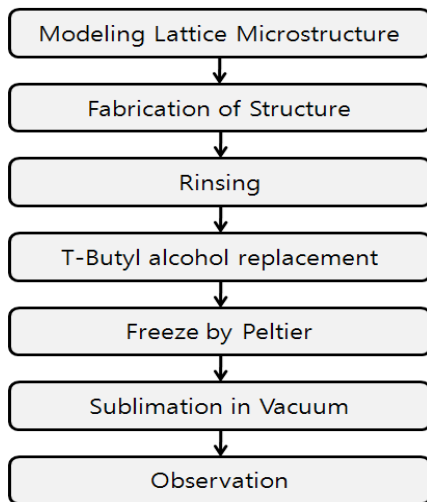 Modeling Lattice Microstructure
Fabrication of Structure
Rinsing
T-Butyl alcohol replacement
Freeze by Peltier
Sublimation in Vacuum
Observation